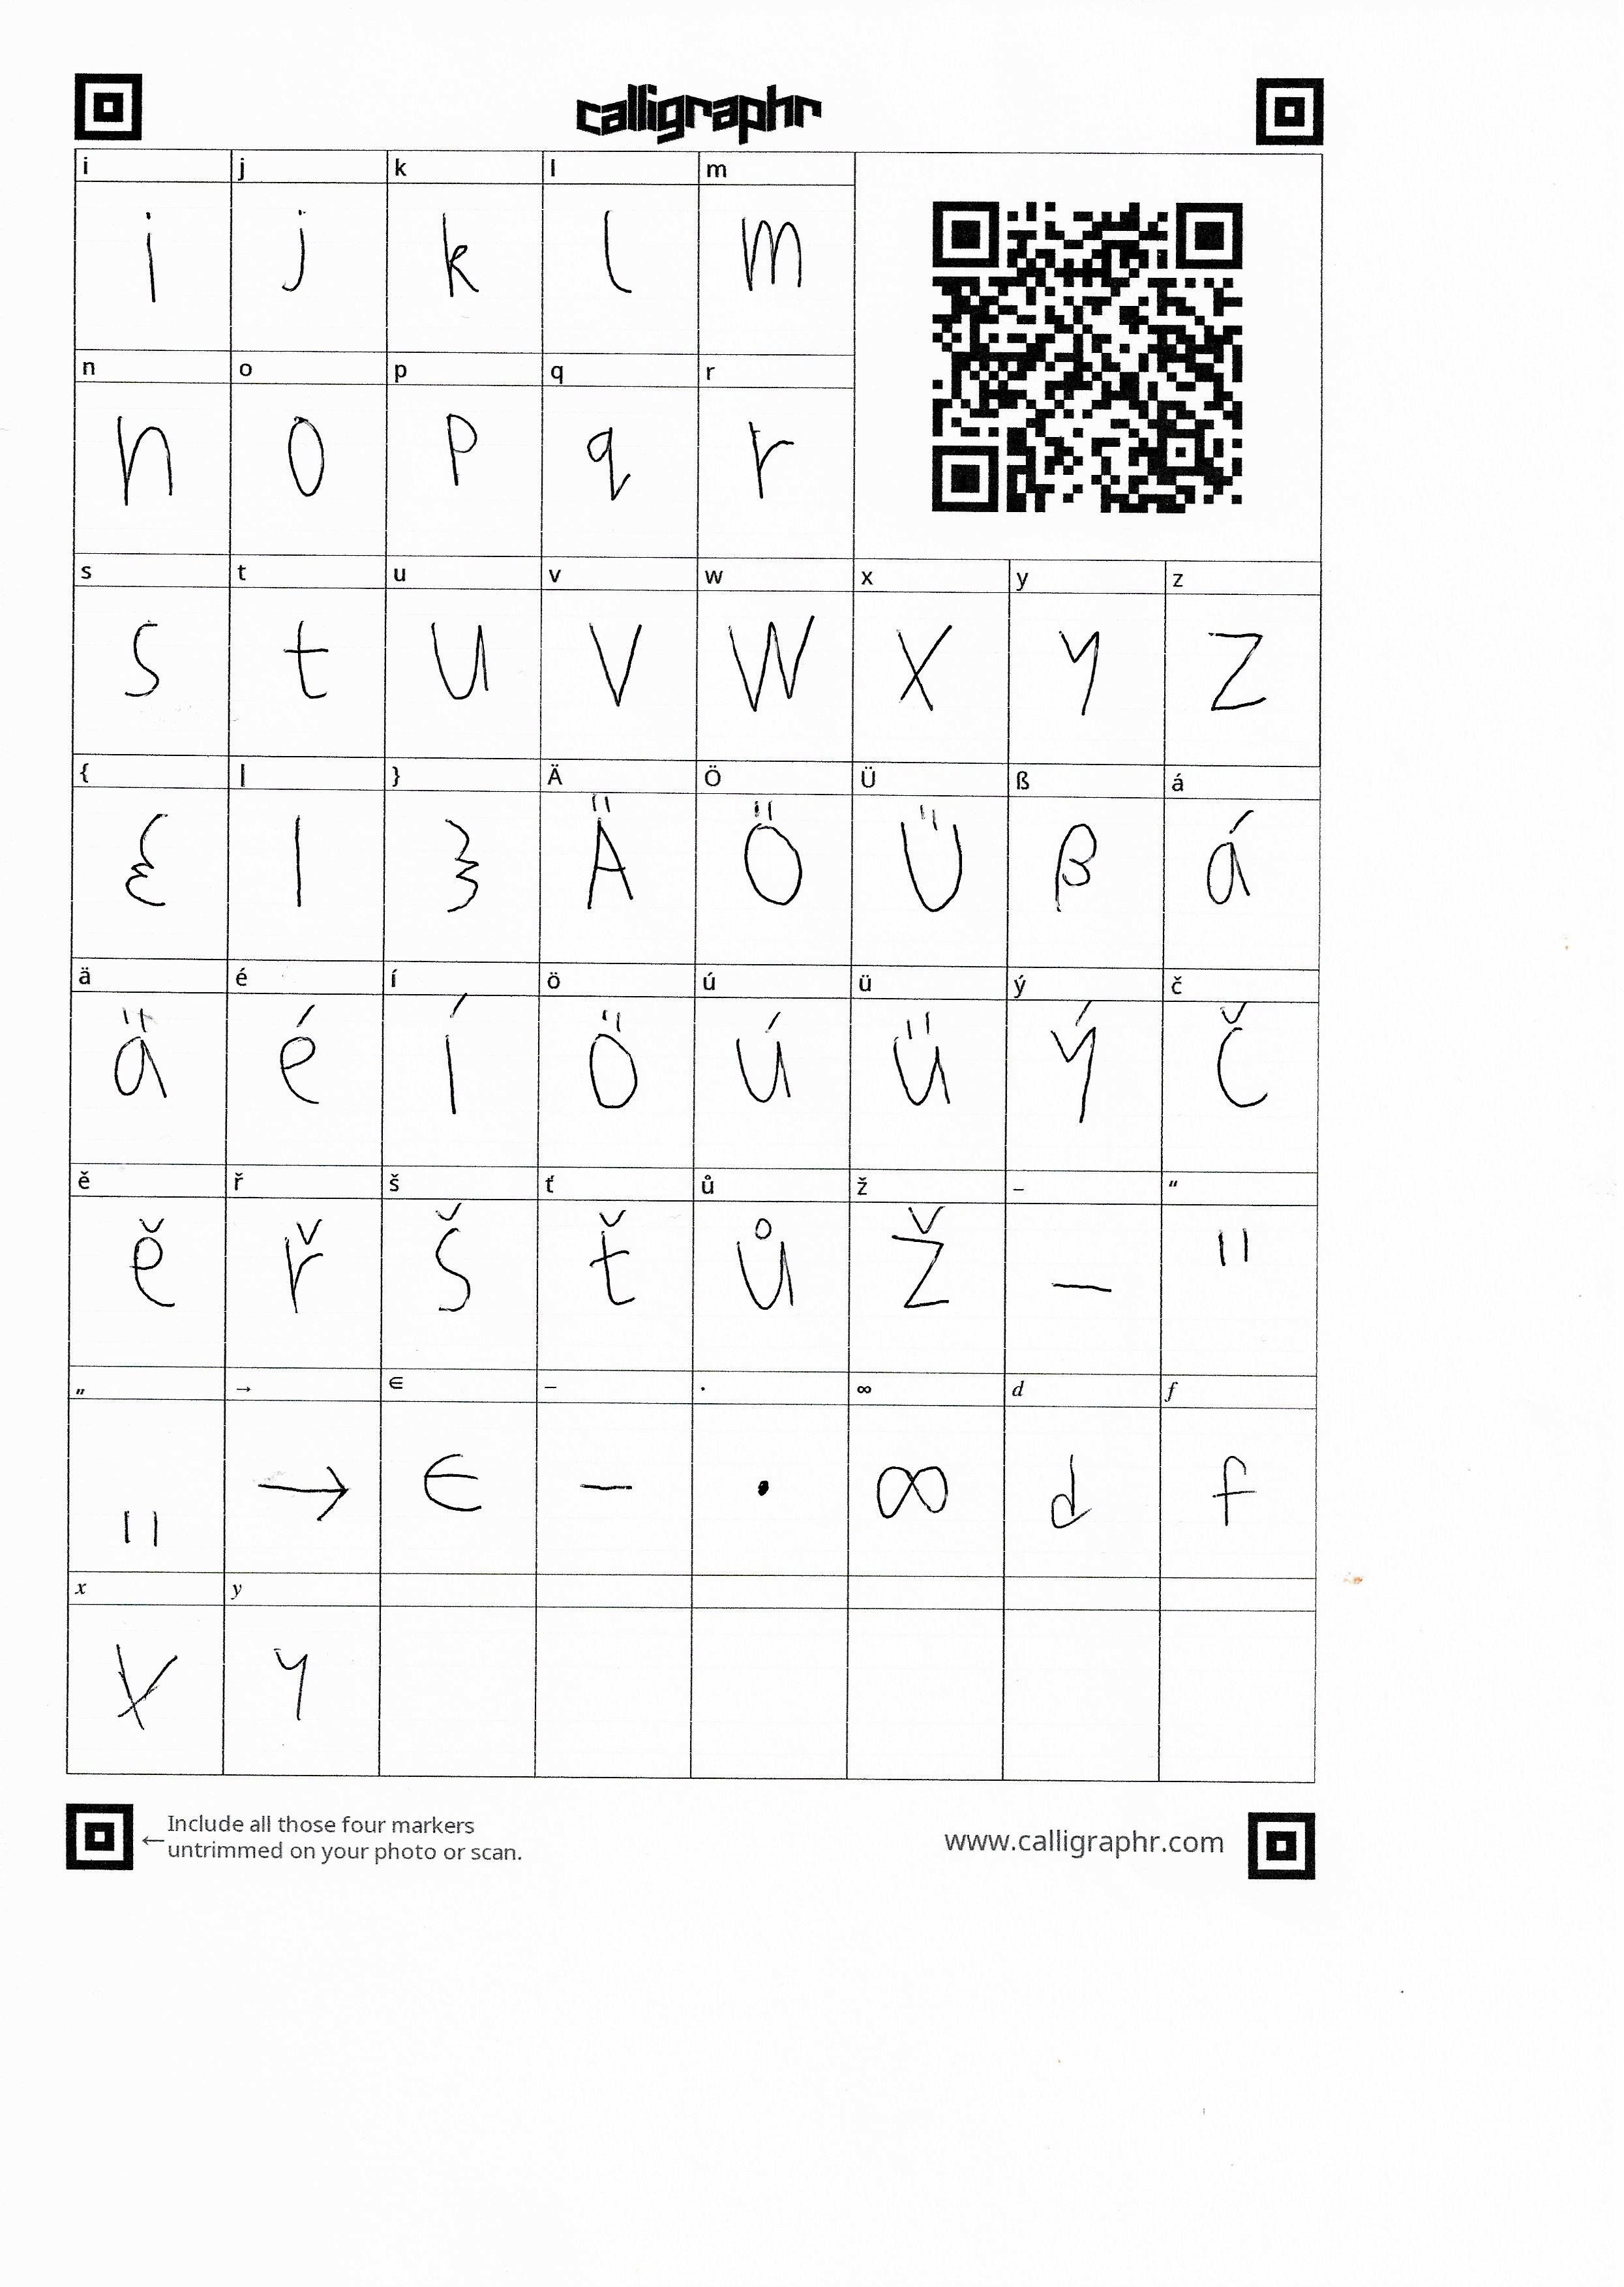 calligraphr
i j k l m
i j k l m
n o p q r
n o p q r
s t u v w x y z
s t u v w x y z
{ | } Ä Ö Ü ß á
{ | } Ä Ö Ü ß á
ä é í ö ú ü ý č
ä é í ö ú ü ý č
ě ř š ť ů ž – “
ě ř š t̆ ů ž – "
„ → ∈ − · ∞ 𝑑 𝑓
" → ∈ − · ∞ d f
𝑥 𝑦
x y
←Include all those four markers
untrimmed on your photo or scan.
www.calligraphr.com